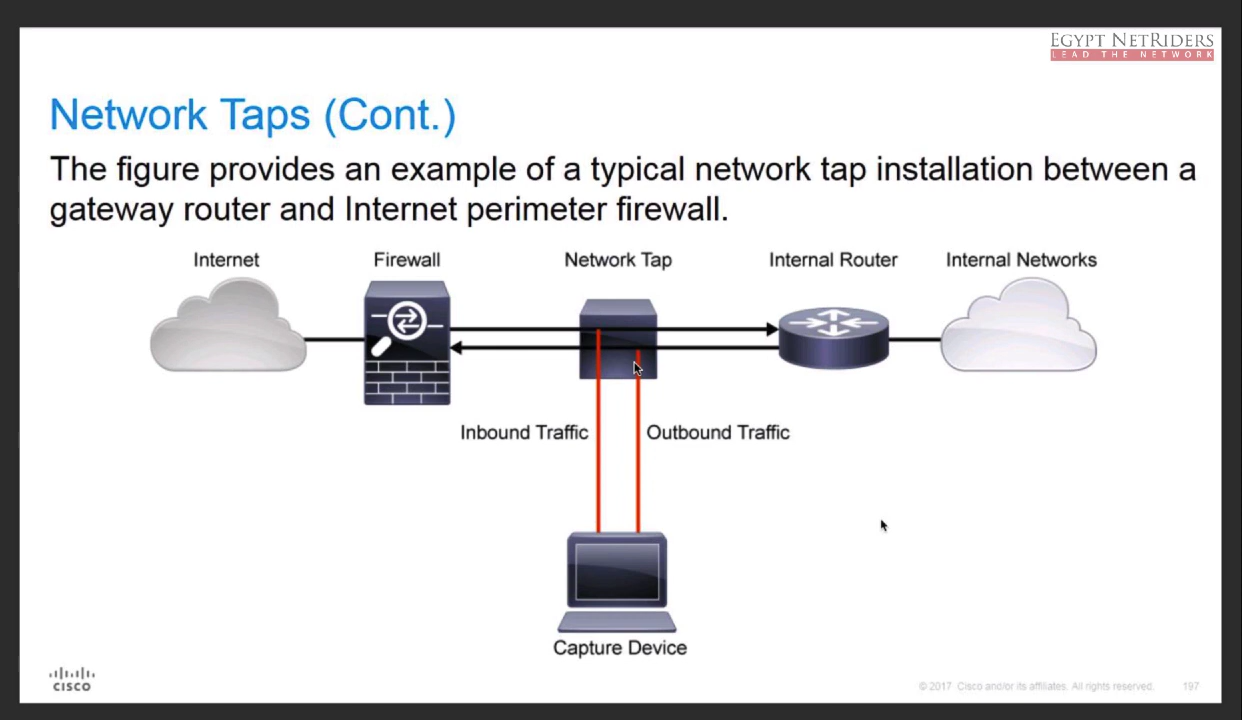 EGYPT NETRIDERS
LEAD THE NETWORK
Network Taps (Cont.)
The figure provides an example of a typical network tap installation between a
gateway router and Internet perimeter firewall.
Internet
Firewall
Network Tap
Internal Router
Internal Networks
Inbound Traffic
Outbound Traffic
Capture Device
CISCO
© 2017 Cisco and/or its affiliates. All rights reserved.
197